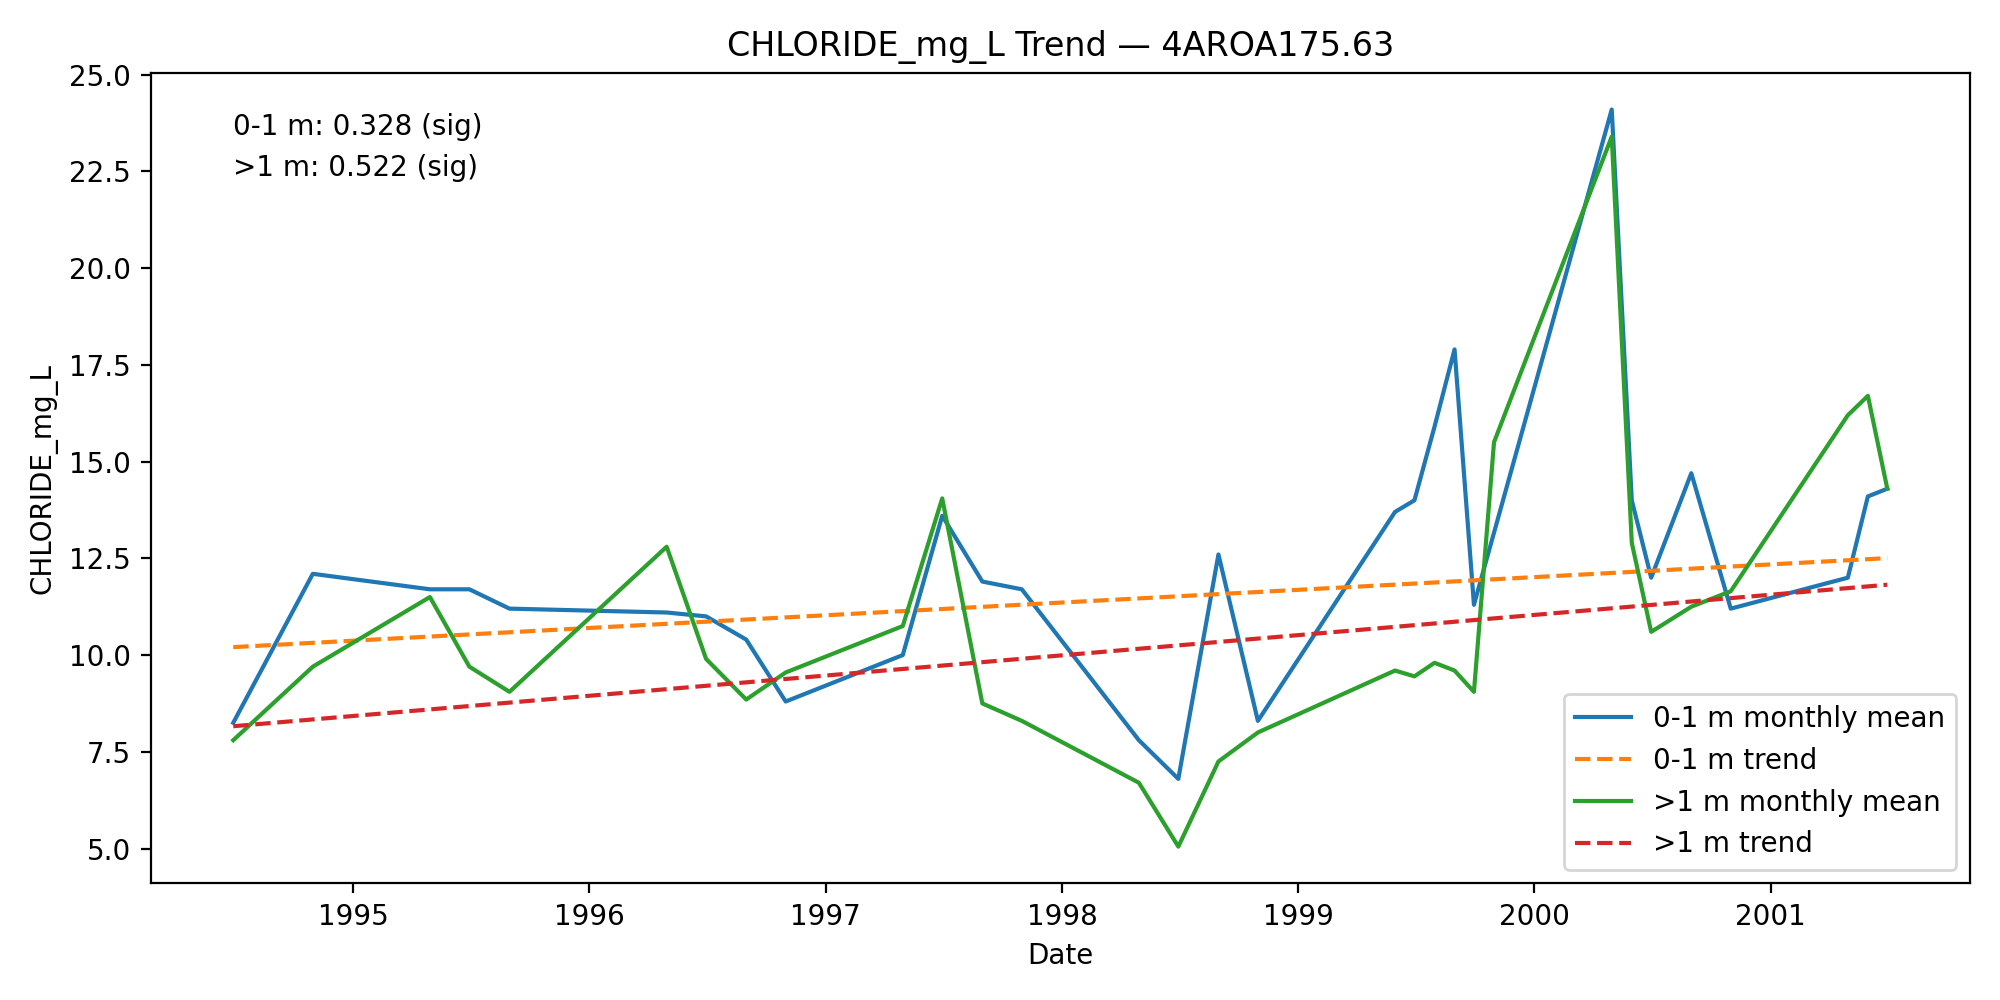 CHLORIDE_mg_L Trend — 4AROA175.63
0-1 m: 0.328 (sig)
>1 m: 0.522 (sig)
CHLORIDE_mg_L
25.0
22.5
20.0
17.5
15.0
12.5
10.0
7.5
5.0
0-1 m monthly mean
0-1 m trend
>1 m monthly mean
>1 m trend
1995 1996 1997 1998 1999 2000 2001
Date